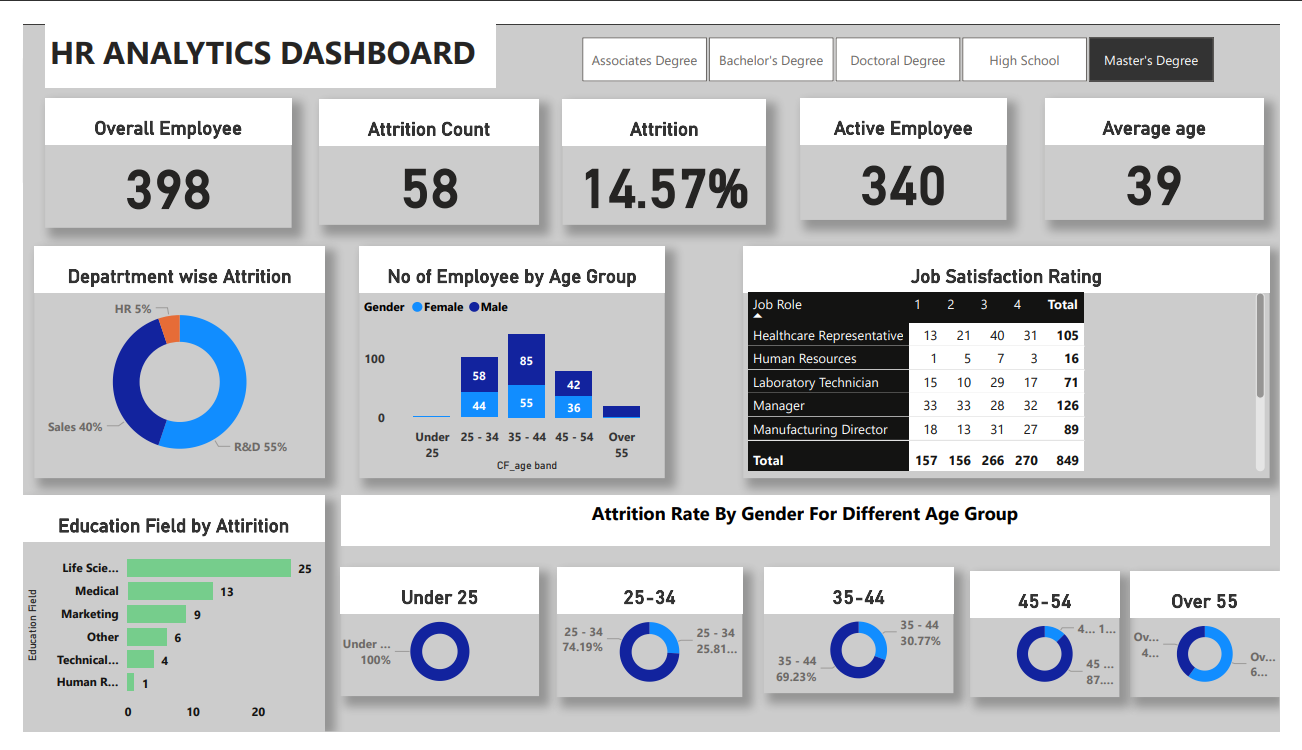 HR ANALYTICS DASHBOARD
Associates Degree Bachelor's Degree Doctoral Degree High School Master's Degree
Overall Employee Attrition Count Attrition Active Employee Average age
398 58 14.57% 340 39
Depatrtment wise Attrition
HR 5%
Sales 40%
R&D 55%
No of Employee by Age Group
Gender Female Male
100
0
58
44
85
55
42
36
Under 25 25 - 34 35 - 44 45 - 54 Over 55
CF_age band
Job Satisfaction Rating
Job Role 1 2 3 4 Total
Healthcare Representative 13 21 40 31 105
Human Resources 1 5 7 3 16
Laboratory Technician 15 10 29 17 71
Manager 33 33 28 32 126
Manufacturing Director 18 13 31 27 89
Total 157 156 266 270 849
Education Field by Attirition
Education Field
Life Scie... 25
Medical 13
Marketing 9
Other 6
Technical... 4
Human R... 1
0 10 20
Attrition Rate By Gender For Different Age Group
Under 25
Under ...
100%
25-34
25 - 34
74.19%
25 - 34
25.81...
35-44
35 - 44
30.77%
35 - 44
69.23%
45-54
4... 1...
45 ...
87....
Over 55
Ov...
4...
Ov...
6...